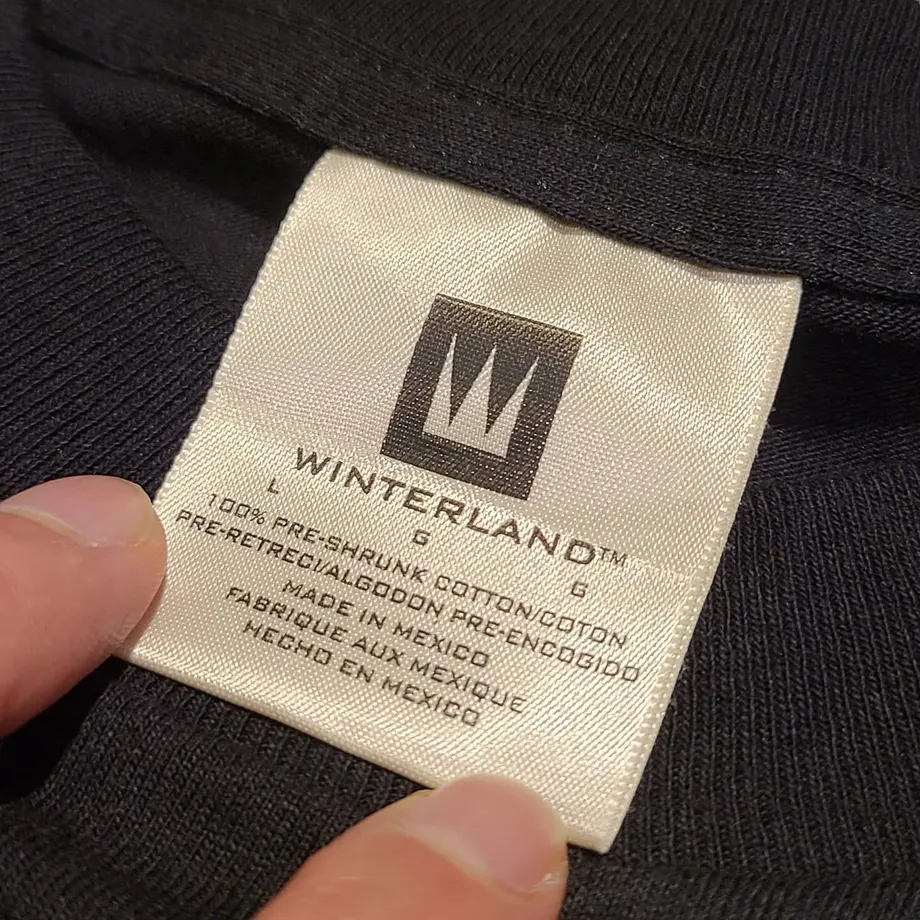 WINTERLAND™
L G G
100% PRE-SHRUNK COTTON/COTON
PRE-RETRECI/ALGODON PRE-ENCOGIDO
MADE IN MEXICO
FABRIQUE AUX MEXIQUE
HECHO EN MEXICO